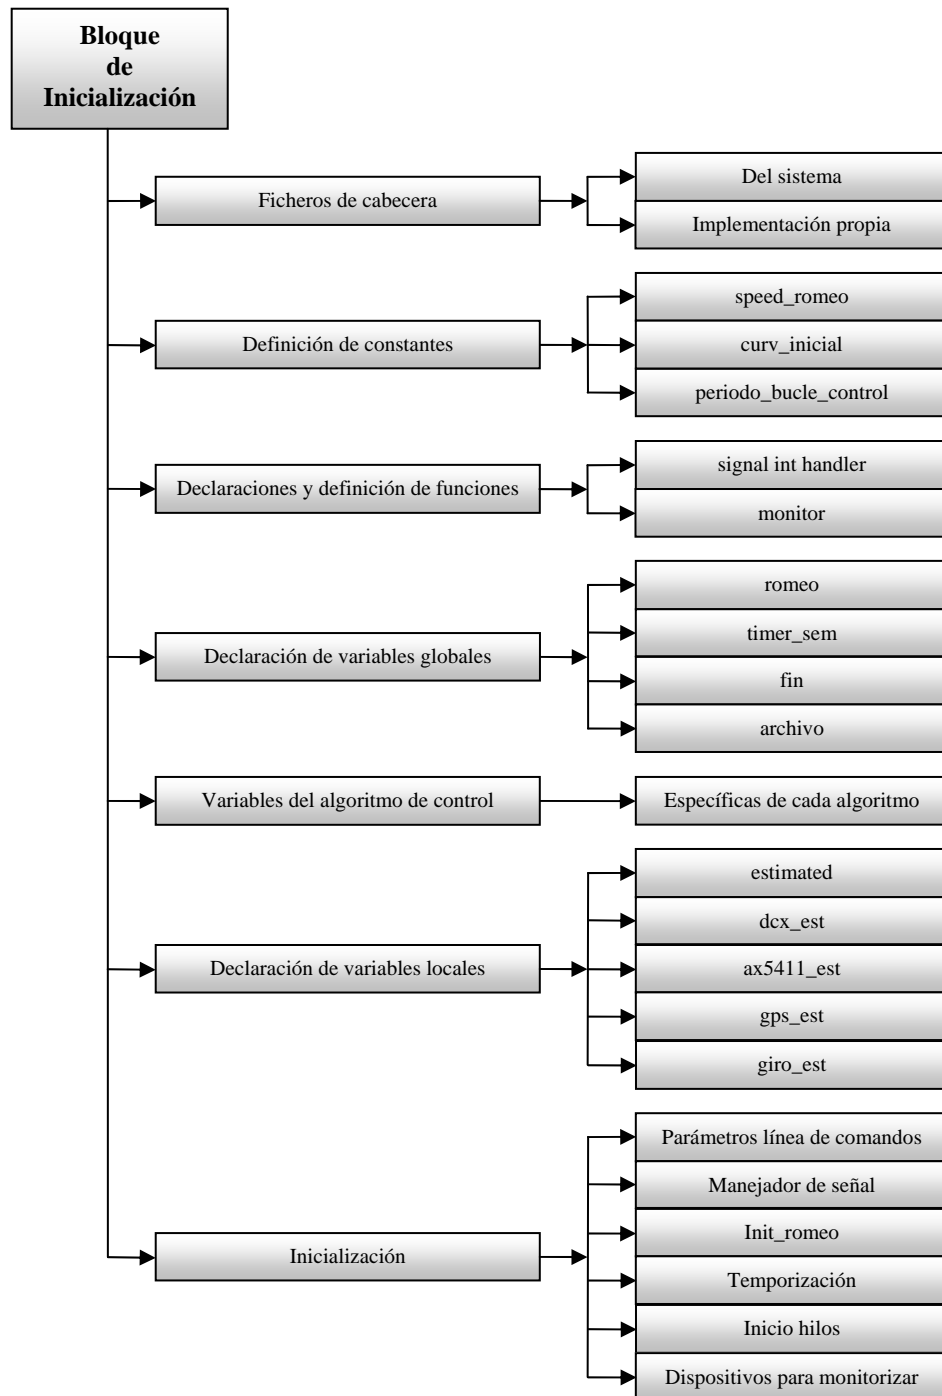 Bloque
de
Inicialización
Ficheros de cabecera
Del sistema
Implementación propia
Definición de constantes
speed_romeo
curv_inicial
periodo_bucle_control
Declaraciones y definición de funciones
signal int handler
monitor
Declaración de variables globales
romeo
timer_sem
fin
archivo
Variables del algoritmo de control
Específicas de cada algoritmo
Declaración de variables locales
estimated
dcx_est
ax5411_est
gps_est
giro_est
Inicialización
Parámetros línea de comandos
Manejador de señal
Init_romeo
Temporización
Inicio hilos
Dispositivos para monitorizar